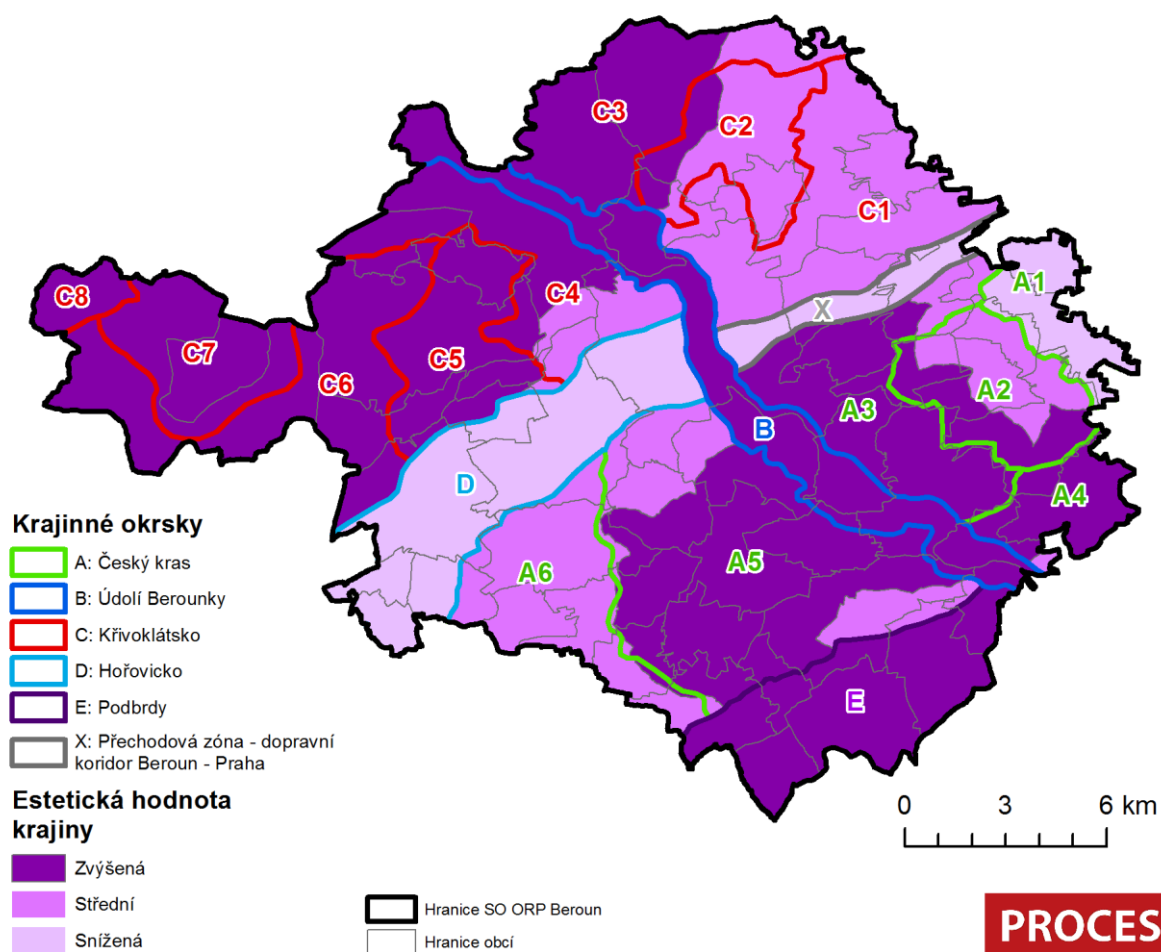 C3
C2
C1
C8
C7
C6
C5
C4
X
A1
A2
A3
A4
B
D
A6
A5
E
Krajinné okrsky
A: Český kras
B: Údolí Berounky
C: Křivoklátsko
D: Hořovicko
E: Podbrdy
X: Přechodová zóna - dopravní
koridor Beroun - Praha
Estetická hodnota
krajiny
Zvýšená
Střední
Snížená
Hranice SO ORP Beroun
Hranice obcí
0 3 6 km
PROCES